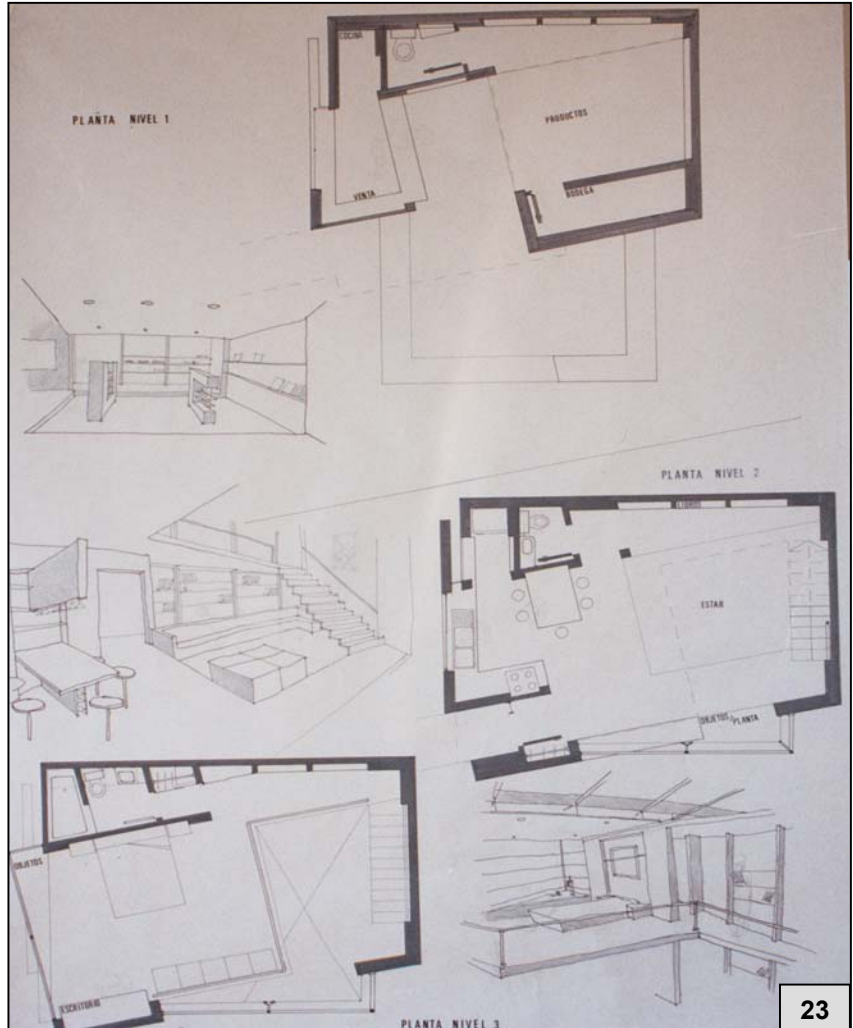 PLANTA NIVEL 1
COCINA
PRODUCTOS
VENTA
BODEGA
PLANTA NIVEL 2
LIBROS
ESTAR
OBJETOS/PLANTA
OBJETOS
ESCRITORIO
PLANTA NIVEL 3
23